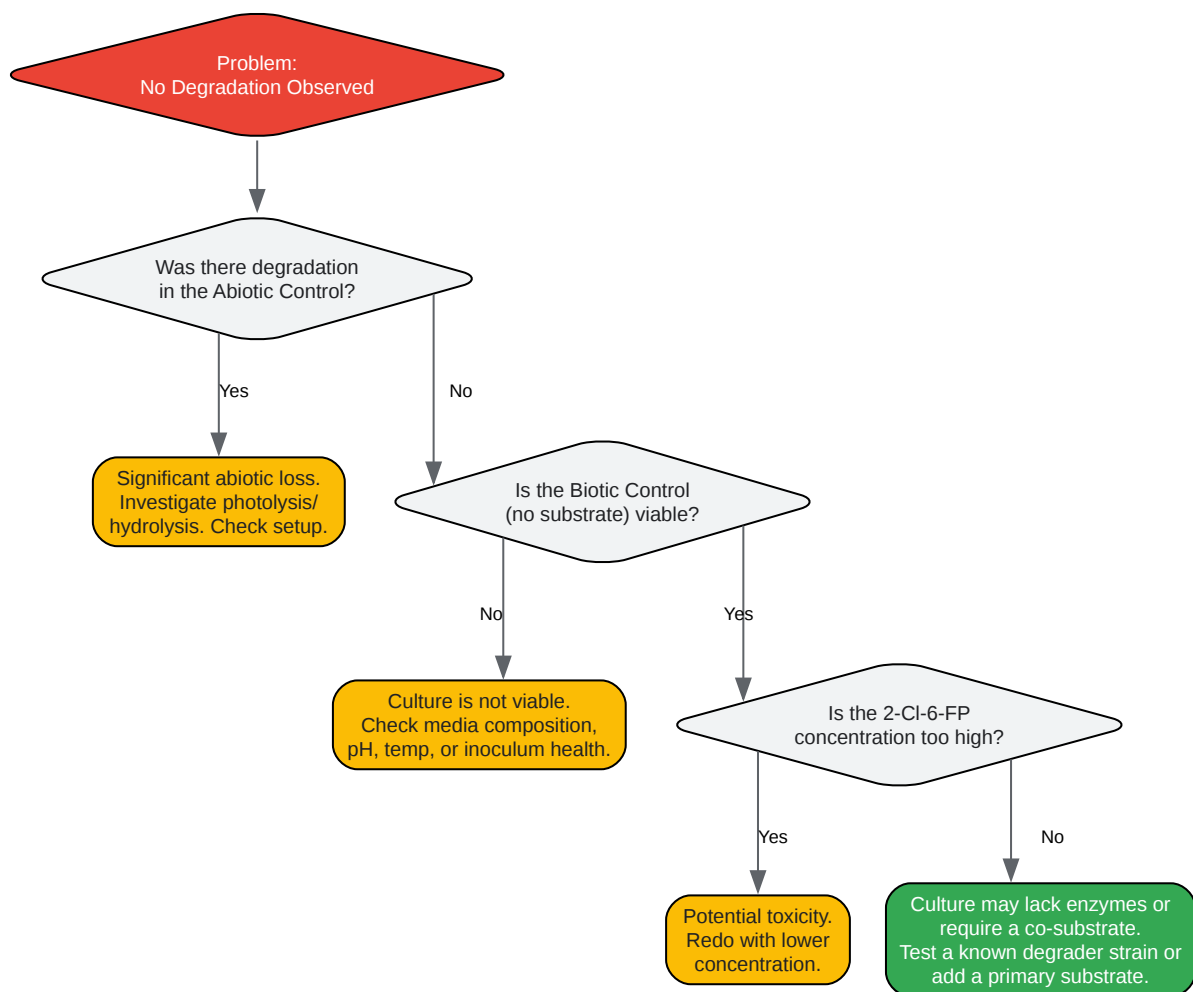 Problem:
No Degradation Observed
Was there degradation
in the Abiotic Control?
Yes
No
Significant abiotic loss.
Investigate photolysis/
hydrolysis. Check setup.
Is the Biotic Control
(no substrate) viable?
No
Yes
Culture is not viable.
Check media composition,
pH, temp, or inoculum health.
Is the 2-Cl-6-FP
concentration too high?
Yes
No
Potential toxicity.
Redo with lower
concentration.
Culture may lack enzymes or
require a co-substrate.
Test a known degrader strain or
add a primary substrate.